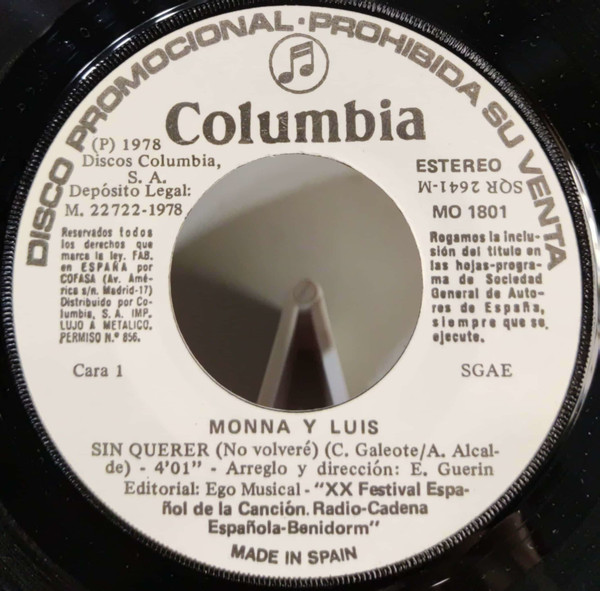 DISCO PROMOCIONAL · PROHIBIDA SU VENTA
Columbia
(P) 1978
Discos Columbia,
S. A.
Depósito Legal:
M. 22722-1978
ESTEREO
SQR 2641-M
MO 1801
Reservados todos
los derechos que
marca la ley. FAB.
en ESPAÑA por
COFASA (Av. Amé-
rica s/n. Madrid-17)
Distribuido por Co-
lumbia, S. A. IMP.
LUJO A METALICO.
PERMISO N.º 856.
Rogamos la inclu-
sión del título en
las hojas-progra-
ma de Sociedad
General de Auto-
res de España,
siempre que se
ejecute.
Cara 1
SGAE
MONNA Y LUIS
SIN QUERER (No volveré) (C. Galeote/A. Alcal-
de) - 4'01" - Arreglo y dirección: E. Guerin
Editorial: Ego Musical - "XX Festival Espa-
ñol de la Canción. Radio-Cadena
Española-Benidorm"
MADE IN SPAIN